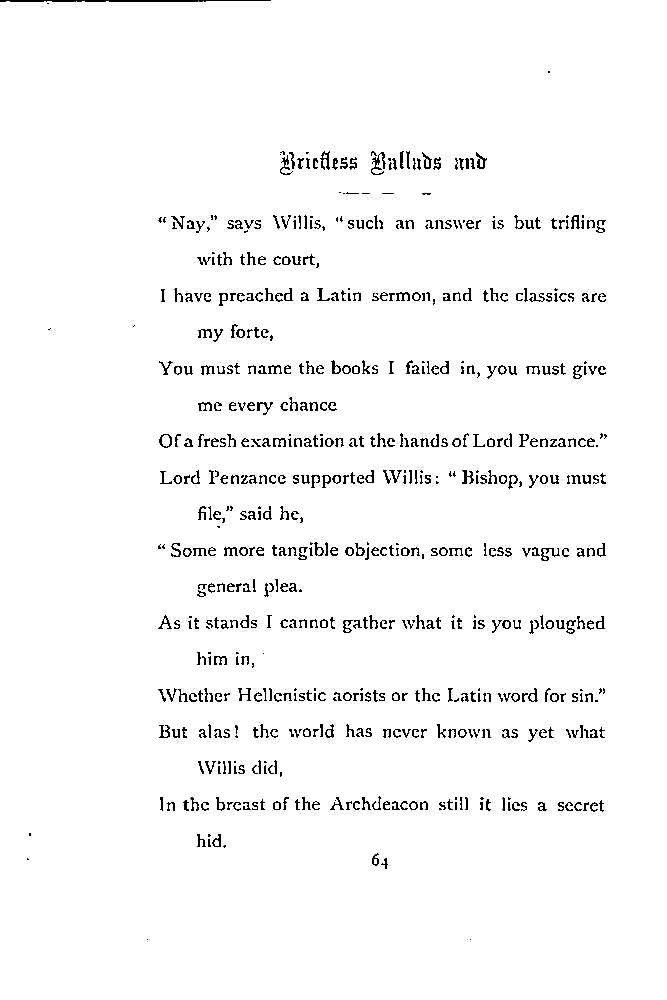 Briefless Ballads and
“Nay,” says Willis, “such an answer is but trifling
with the court,
I have preached a Latin sermon, and the classics are
my forte,
You must name the books I failed in, you must give
me every chance
Of a fresh examination at the hands of Lord Penzance.”
Lord Penzance supported Willis: “Bishop, you must
file,” said he,
“Some more tangible objection, some less vague and
general plea.
As it stands I cannot gather what it is you ploughed
him in,
Whether Hellenistic aorists or the Latin word for sin.”
But alas! the world has never known as yet what
Willis did,
In the breast of the Archdeacon still it lies a secret
hid.
64